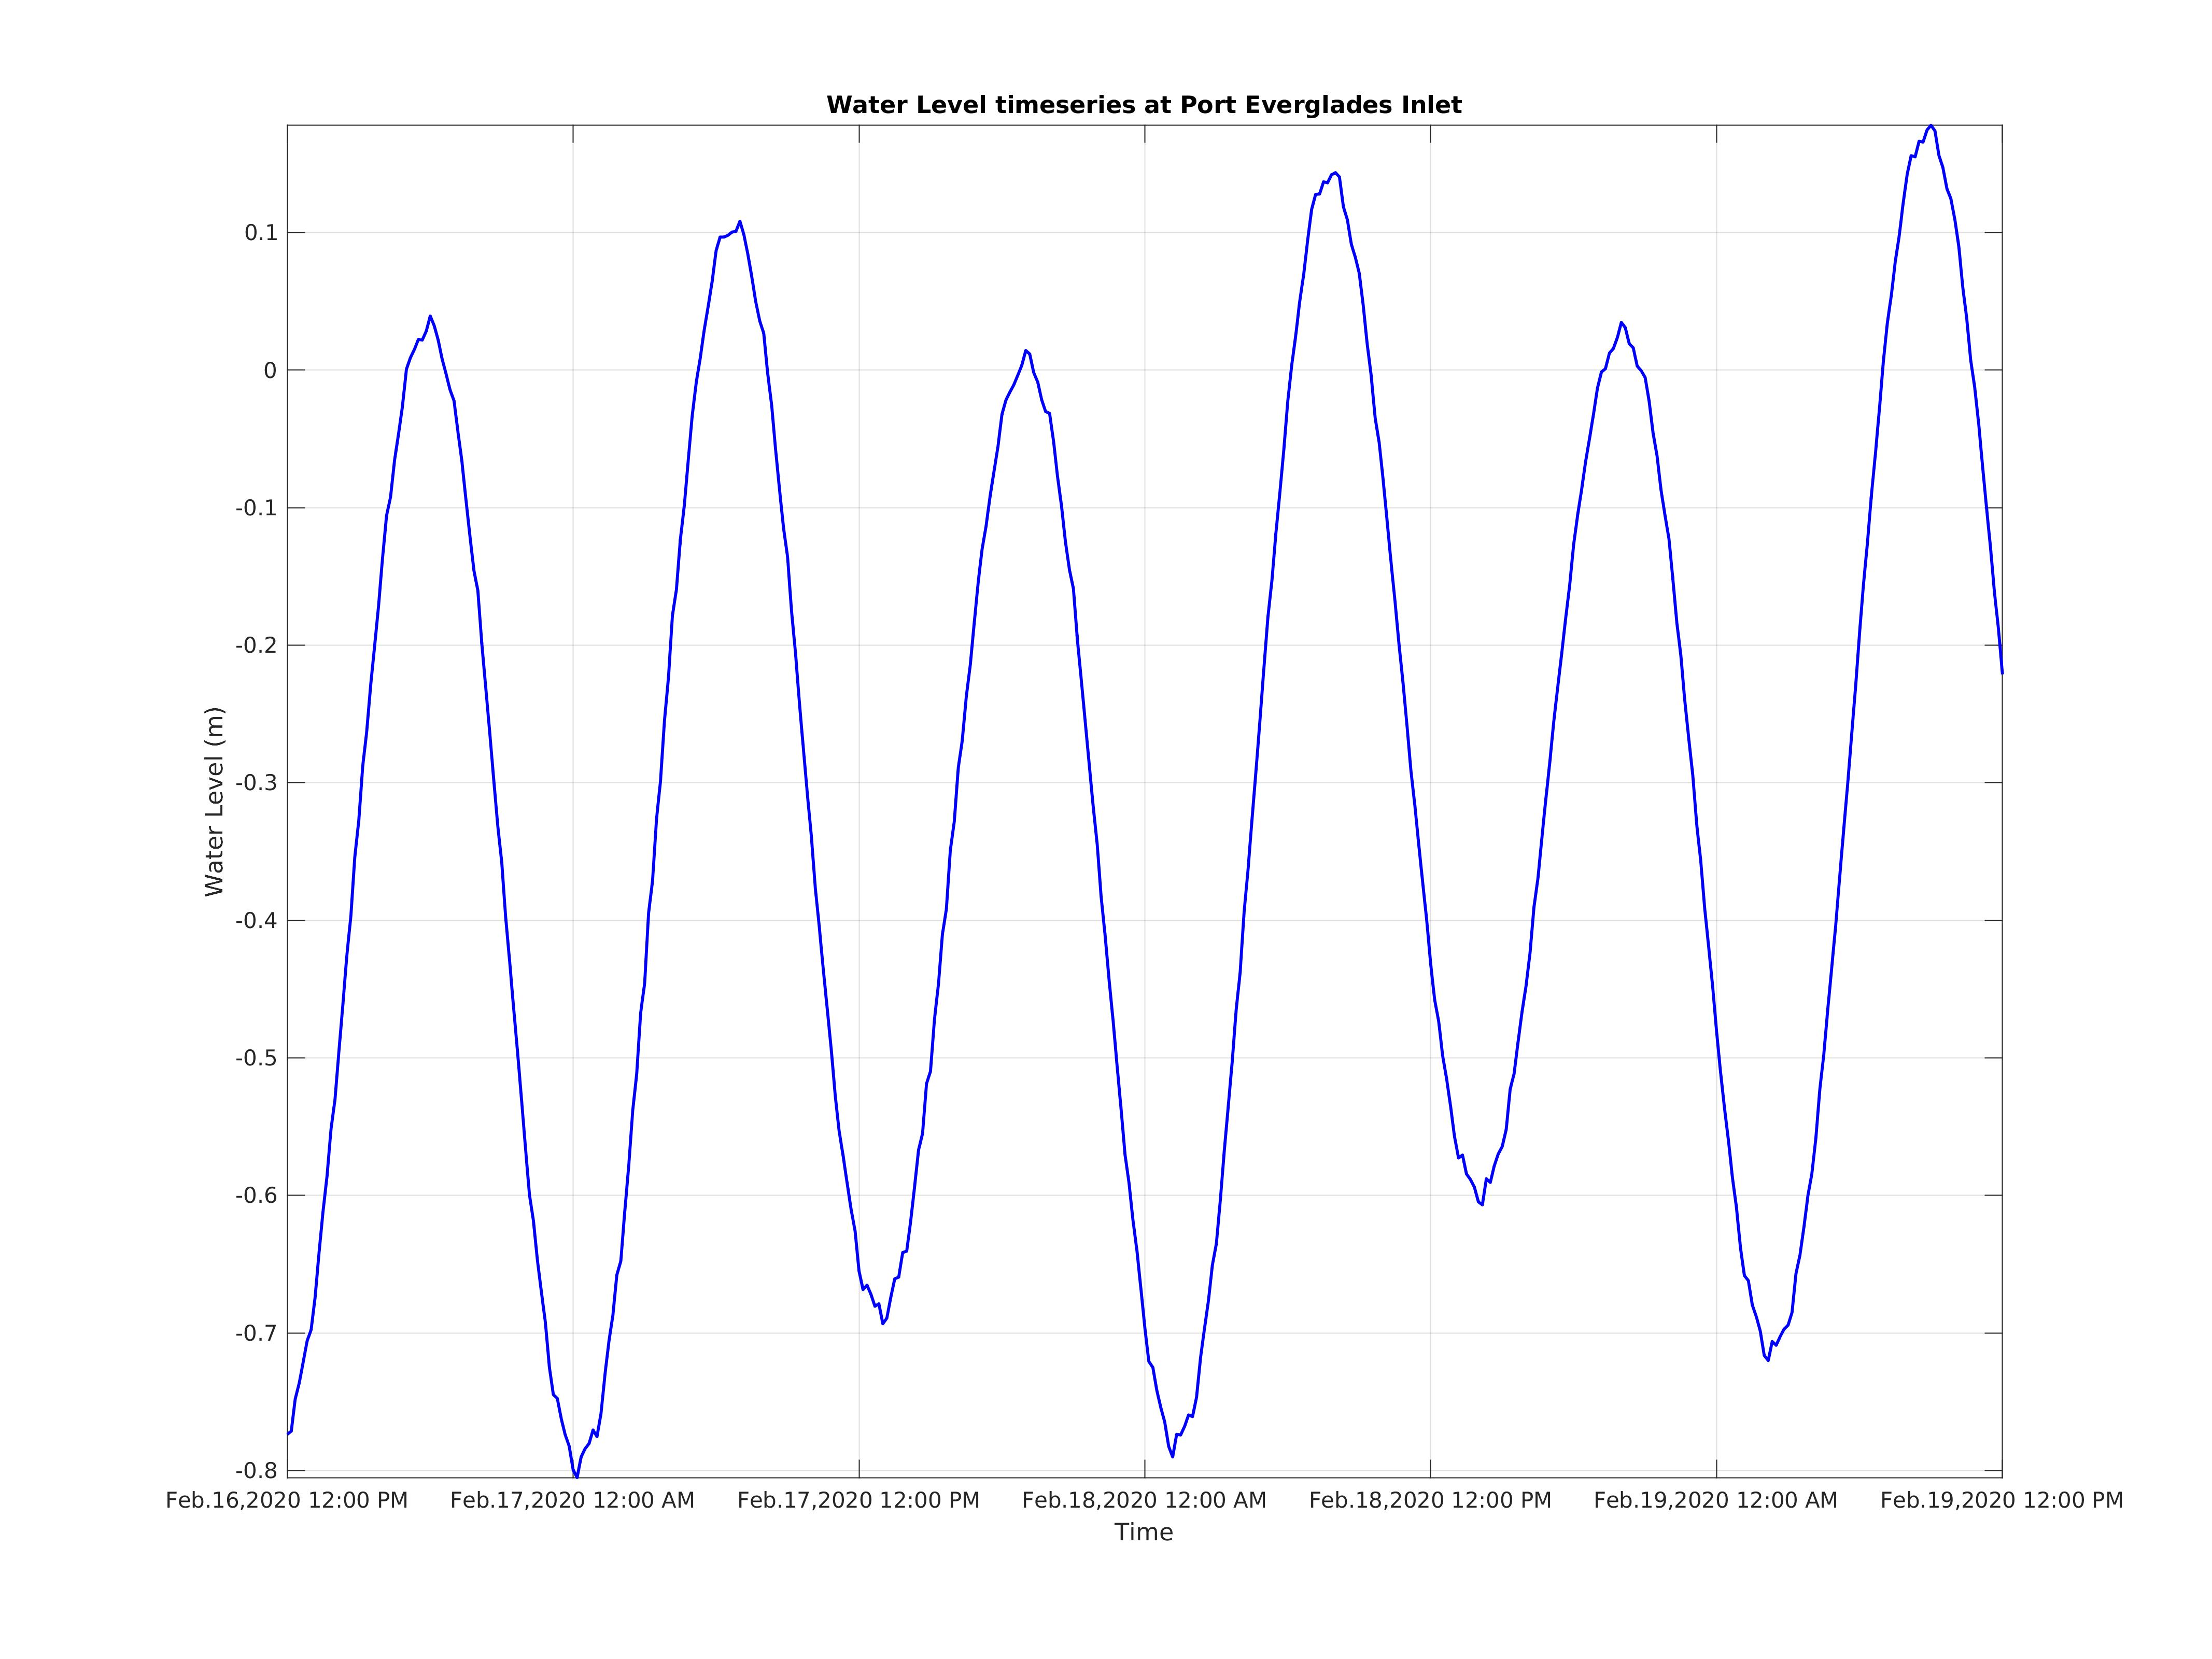 Water Level timeseries at Port Everglades Inlet
0.1
0
-0.1
-0.2
-0.3
-0.4
-0.5
-0.6
-0.7
-0.8
Water Level (m)
Feb.16,2020 12:00 PM Feb.17,2020 12:00 AM Feb.17,2020 12:00 PM Feb.18,2020 12:00 AM Feb.18,2020 12:00 PM Feb.19,2020 12:00 AM Feb.19,2020 12:00 PM
Time